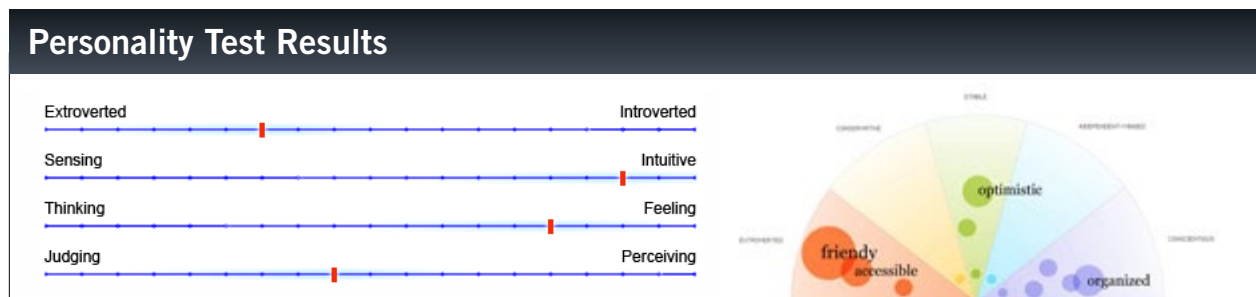 Personality Test Results
Extroverted Introverted
Sensing Intuitive
Thinking Feeling
Judging Perceiving
STABLE
CONSERVATIVE
INDEPENDENT-MINDED
optimistic
EXTROVERTED
CONSCIENTIOUS
friendy
accessible
organized